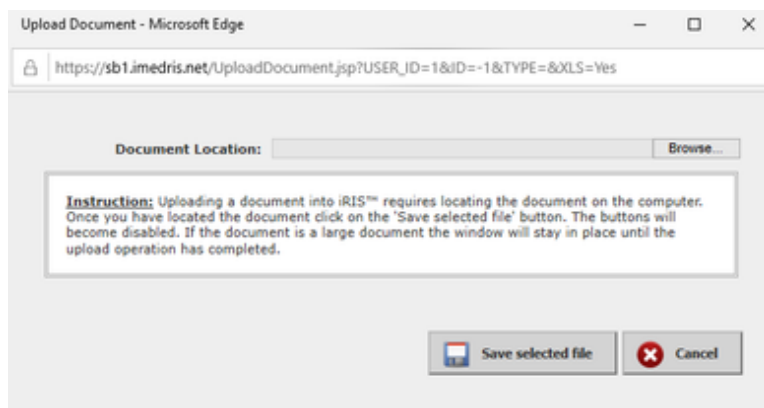 Upload Document - Microsoft Edge
https://sb1.imedris.net/UploadDocument.jsp?USER_ID=1&ID=-1&TYPE=&XLS=Yes
Document Location: Browse...
Instruction: Uploading a document into iRIS™ requires locating the document on the computer.
Once you have located the document click on the 'Save selected file' button. The buttons will
become disabled. If the document is a large document the window will stay in place until the
upload operation has completed.
Save selected file Cancel